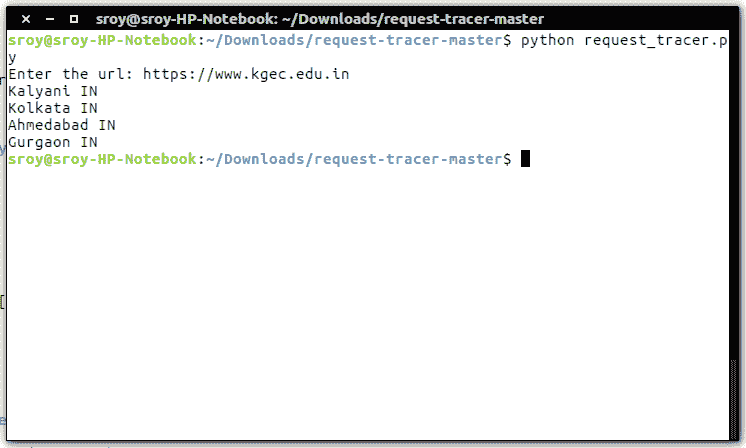 sroy@sroy-HP-Notebook: ~/Downloads/request-tracer-master
sroy@sroy-HP-Notebook:~/Downloads/request-tracer-master$ python request_tracer.p
y
Enter the url: https://www.kgec.edu.in
Kalyani IN
Kolkata IN
Ahmedabad IN
Gurgaon IN
sroy@sroy-HP-Notebook:~/Downloads/request-tracer-master$